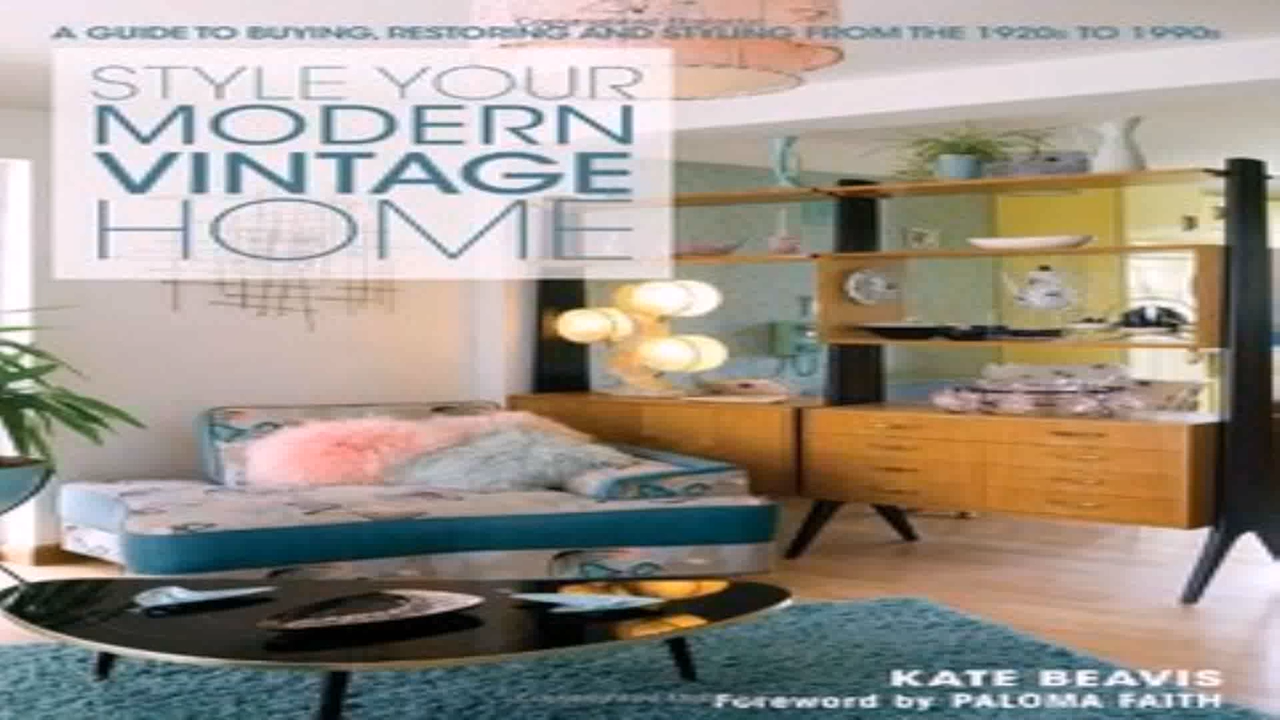 A GUIDE TO BUYING, RESTORING AND STYLING FROM THE 1920s TO 1990s
STYLE YOUR
MODERN
VINTAGE
HOME
KATE BEAVIS
Foreword by PALOMA FAITH